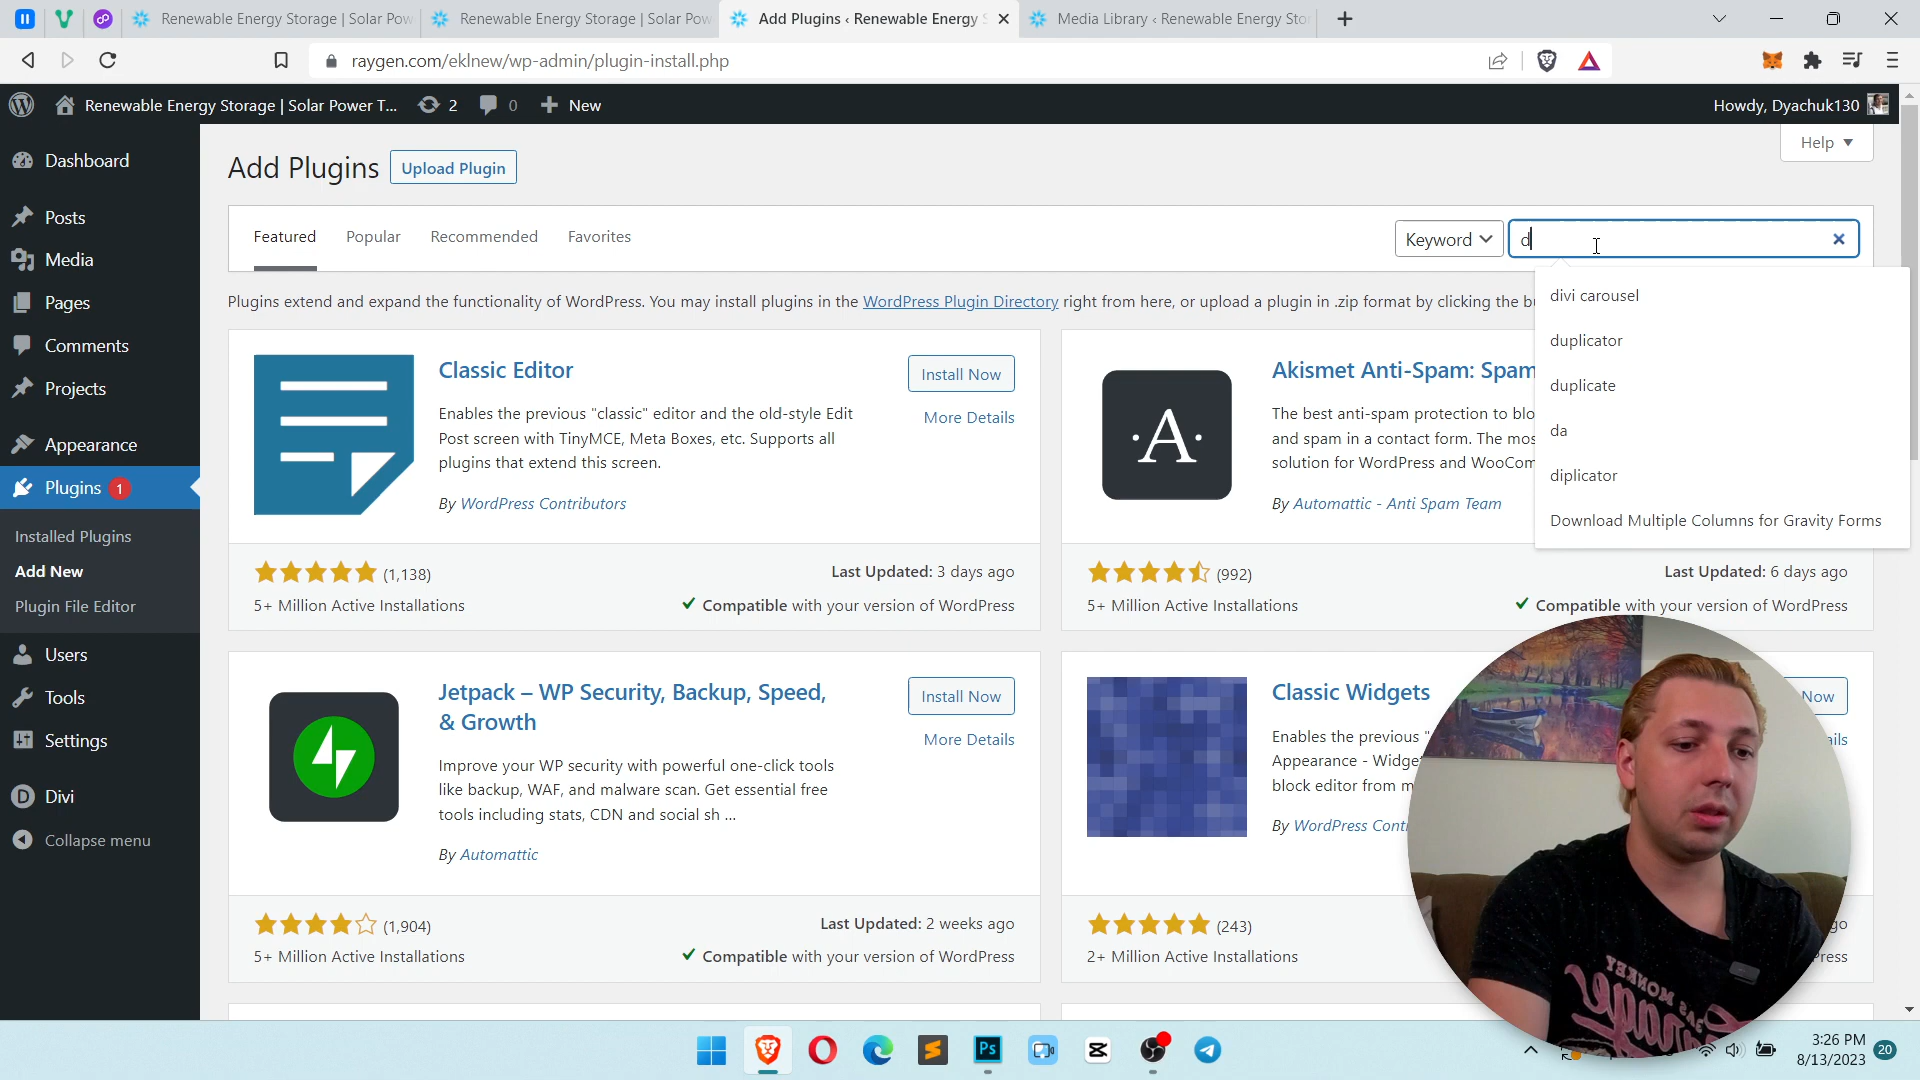 Renewable Energy Storage | Solar Pow
Renewable Energy Storage | Solar Pow
Add Plugins ‹ Renewable Energy S
Media Library ‹ Renewable Energy Stor
raygen.com/eklnew/wp-admin/plugin-install.php
Renewable Energy Storage | Solar Power T...
2
0
New
Howdy, Dyachuk130
Help
Dashboard
Posts
Media
Pages
Comments
Projects
Appearance
Plugins 1
Installed Plugins
Add New
Plugin File Editor
Users
Tools
Settings
Divi
Collapse menu
Add Plugins
Upload Plugin
Featured
Popular
Recommended
Favorites
Keyword
d
divi carousel
duplicator
duplicate
da
diplicator
Download Multiple Columns for Gravity Forms
Plugins extend and expand the functionality of WordPress. You may install plugins in the WordPress Plugin Directory right from here, or upload a plugin in .zip format by clicking the bu
Classic Editor
Install Now
More Details
Enables the previous "classic" editor and the old-style Edit
Post screen with TinyMCE, Meta Boxes, etc. Supports all
plugins that extend this screen.
By WordPress Contributors
(1,138)
5+ Million Active Installations
Last Updated: 3 days ago
Compatible with your version of WordPress
A
Akismet Anti-Spam: Spam
The best anti-spam protection to blo
and spam in a contact form. The mos
solution for WordPress and WooCom
By Automattic - Anti Spam Team
(992)
5+ Million Active Installations
Last Updated: 6 days ago
Compatible with your version of WordPress
Jetpack – WP Security, Backup, Speed,
& Growth
Install Now
More Details
Improve your WP security with powerful one-click tools
like backup, WAF, and malware scan. Get essential free
tools including stats, CDN and social sh ...
By Automattic
(1,904)
5+ Million Active Installations
Last Updated: 2 weeks ago
Compatible with your version of WordPress
Classic Widgets
Now
ails
Enables the previous "
Appearance - Widge
block editor from m
By WordPress Contri
(243)
2+ Million Active Installations
go
Press
Ps
3:26 PM
8/13/2023
20